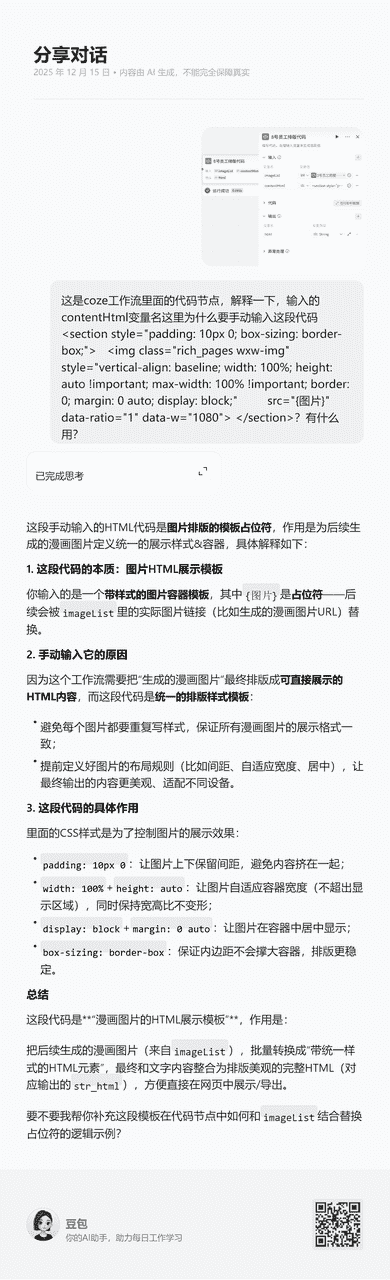 分享对话
2025 年 12 月 15 日 • 内容由 AI 生成，不能完全保障真实
8号员工排版代码
8号员工排版代码
输入
imageList
contentHtml
代码
输出
异常处理
运行成功
这是coze工作流里面的代码节点，解释一下，输入的
contentHtml变量名这里为什么要手动输入这段代码
<section style="padding: 10px 0; box-sizing: border-
box;"> <img class="rich_pages wxw-img"
style="vertical-align: baseline; width: 100%; height:
auto !important; max-width: 100% !important; border:
0; margin: 0 auto; display: block;" src="{图片}"
data-ratio="1" data-w="1080"> </section>？有什么
用？
已完成思考
这段手动输入的HTML代码是图片排版的模板占位符，作用是为后续生
成的漫画图片定义统一的展示样式&容器，具体解释如下：
1. 这段代码的本质：图片HTML展示模板
你输入的是一个带样式的图片容器模板，其中 {图片} 是占位符——后
续会被 imageList 里的实际图片链接（比如生成的漫画图片URL）替
换。
2. 手动输入它的原因
因为这个工作流需要把“生成的漫画图片”最终排版成可直接展示的
HTML内容，而这段代码是统一的排版样式模板：
• 避免每个图片都要重复写样式，保证所有漫画图片的展示格式一
致；
• 提前定义好图片的布局规则（比如间距、自适应宽度、居中），让
最终输出的内容更美观、适配不同设备。
3. 这段代码的具体作用
里面的CSS样式是为了控制图片的展示效果：
• padding: 10px 0 ：让图片上下保留间距，避免内容挤在一起；
• width: 100% + height: auto ：让图片自适应容器宽度（不超出显
示区域），同时保持宽高比不变形；
• display: block + margin: 0 auto ：让图片在容器中居中显示；
• box-sizing: border-box ：保证内边距不会撑大容器，排版更稳
定。
总结
这段代码是**“漫画图片的HTML展示模板”**，作用是：
把后续生成的漫画图片（来自 imageList ），批量转换成“带统一样
式的HTML元素”，最终和文字内容整合为排版美观的完整HTML（对
应输出的 str_html ），方便直接在网页中展示/导出。
要不要我帮你补充这段模板在代码节点中如何和 imageList 结合替换
占位符的逻辑示例？
豆包
你的AI助手，助力每日工作学习